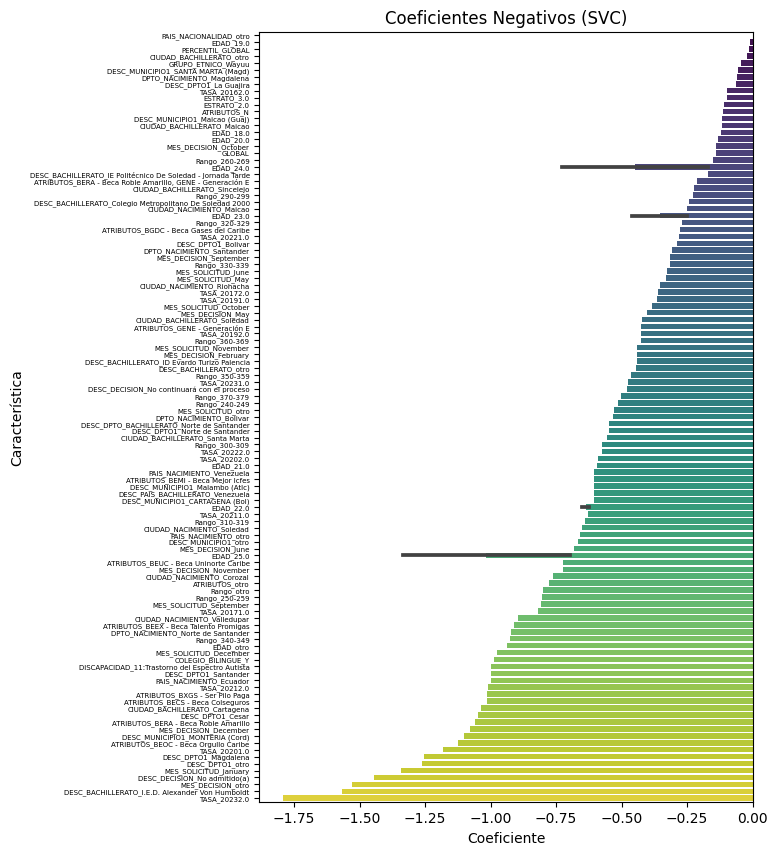 Coeficientes Negativos (SVC)
PAIS_NACIONALIDAD_otro
EDAD_19.0
PERCENTIL_GLOBAL
CIUDAD_BACHILLERATO_otro
GRUPO_ETNICO_Wayuu
DESC_MUNICIPIO1_SANTA MARTA (Magd)
DPTO_NACIMIENTO_Magdalena
DESC_DPTO1_La Guajira
TASA_20162.0
ESTRATO_3.0
ESTRATO_2.0
ATRIBUTOS_N
DESC_MUNICIPIO1_Maicao (Guaj)
CIUDAD_BACHILLERATO_Maicao
EDAD_18.0
EDAD_20.0
MES_DECISION_October
GLOBAL
Rango_260-269
EDAD_24.0
DESC_BACHILLERATO_IE Politécnico De Soledad - Jornada Tarde
ATRIBUTOS_BERA - Beca Roble Amarillo, GENE - Generación E
CIUDAD_BACHILLERATO_Sincelejo
Rango_290-299
DESC_BACHILLERATO_Colegio Metropolitano De Soledad 2000
CIUDAD_NACIMIENTO_Maicao
EDAD_23.0
Rango_320-329
ATRIBUTOS_BGDC - Beca Gases del Caribe
TASA_20221.0
DESC_DPTO1_Bolivar
DPTO_NACIMIENTO_Santander
MES_DECISION_September
Rango_330-339
MES_SOLICITUD_June
MES_SOLICITUD_May
CIUDAD_NACIMIENTO_Riohacha
TASA_20172.0
TASA_20191.0
MES_SOLICITUD_October
MES_DECISION_May
CIUDAD_BACHILLERATO_Soledad
ATRIBUTOS_GENE - Generación E
TASA_20192.0
Rango_360-369
MES_SOLICITUD_November
MES_DECISION_February
DESC_BACHILLERATO_ID Evardo Turizo Palencia
DESC_BACHILLERATO_otro
Rango_350-359
TASA_20231.0
DESC_DECISION_No continuará con el proceso
Rango_370-379
Rango_240-249
MES_SOLICITUD_otro
DPTO_NACIMIENTO_Bolivar
DESC_DPTO_BACHILLERATO_Norte de Santander
DESC_DPTO1_Norte de Santander
CIUDAD_BACHILLERATO_Santa Marta
Rango_300-309
TASA_20222.0
TASA_20202.0
EDAD_21.0
PAIS_NACIMIENTO_Venezuela
ATRIBUTOS_BEMI - Beca Mejor Icfes
DESC_MUNICIPIO1_Malambo (Atlc)
DESC_PAIS_BACHILLERATO_Venezuela
DESC_MUNICIPIO1_CARTAGENA (Bol)
EDAD_22.0
TASA_20211.0
Rango_310-319
CIUDAD_NACIMIENTO_Soledad
PAIS_NACIMIENTO_otro
DESC_MUNICIPIO1_otro
MES_DECISION_June
EDAD_25.0
ATRIBUTOS_BEUC - Beca Uninorte Caribe
MES_DECISION_November
CIUDAD_NACIMIENTO_Corozal
ATRIBUTOS_otro
Rango_otro
Rango_250-259
MES_SOLICITUD_September
TASA_20171.0
CIUDAD_NACIMIENTO_Valledupar
ATRIBUTOS_BEEX - Beca Talento Promigas
DPTO_NACIMIENTO_Norte de Santander
Rango_340-349
EDAD_otro
MES_SOLICITUD_December
COLEGIO_BILINGUE_Y
DISCAPACIDAD_11:Trastorno del Espectro Autista
DESC_DPTO1_Santander
PAIS_NACIMIENTO_Ecuador
TASA_20212.0
ATRIBUTOS_BXGS - Ser Pilo Paga
ATRIBUTOS_BECS - Beca Colseguros
CIUDAD_BACHILLERATO_Cartagena
DESC_DPTO1_Cesar
ATRIBUTOS_BERA - Beca Roble Amarillo
MES_DECISION_December
DESC_MUNICIPIO1_MONTERIA (Cord)
ATRIBUTOS_BEOC - Beca Orgullo Caribe
TASA_20201.0
DESC_DPTO1_Magdalena
DESC_DPTO1_otro
MES_SOLICITUD_January
DESC_DECISION_No admitido(a)
MES_DECISION_otro
DESC_BACHILLERATO_I.E.D. Alexander Von Humboldt
TASA_20232.0
Característica
−1.75 −1.50 −1.25 −1.00 −0.75 −0.50 −0.25 0.00
Coeficiente